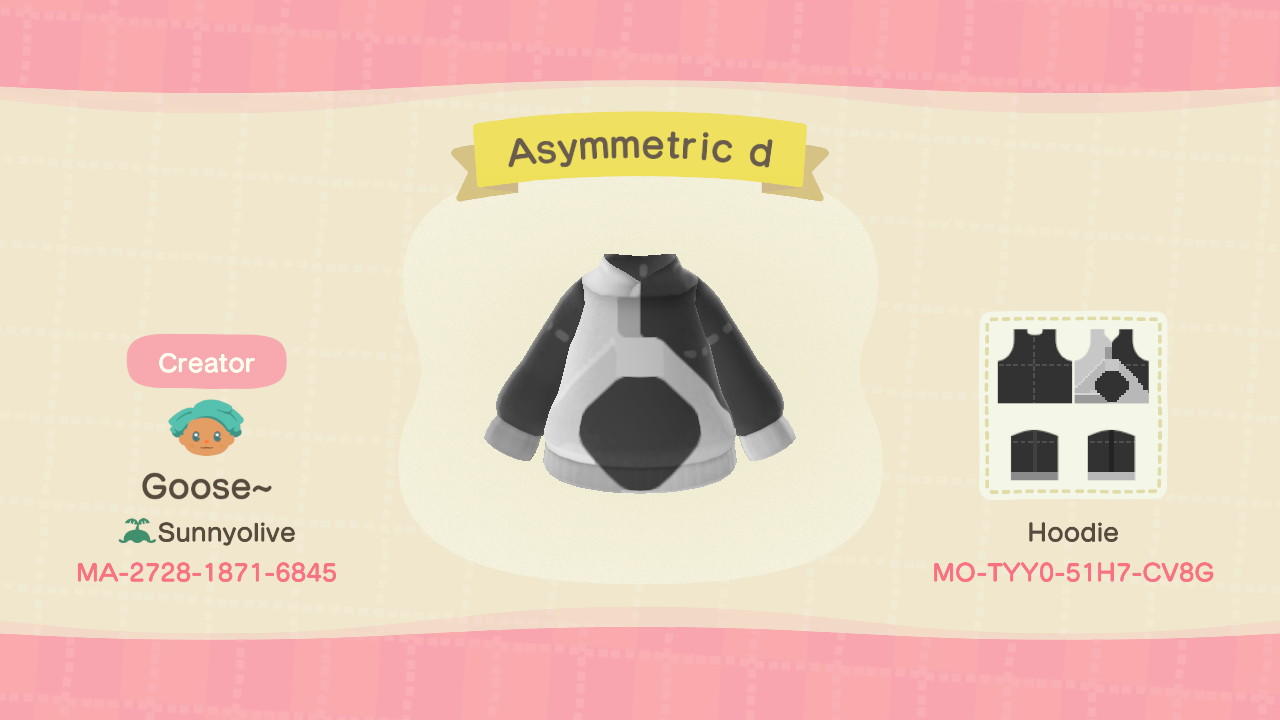 Asymmetric d
Creator
Goose~
Sunnyolive
MA-2728-1871-6845
Hoodie
MO-TYY0-51H7-CV8G